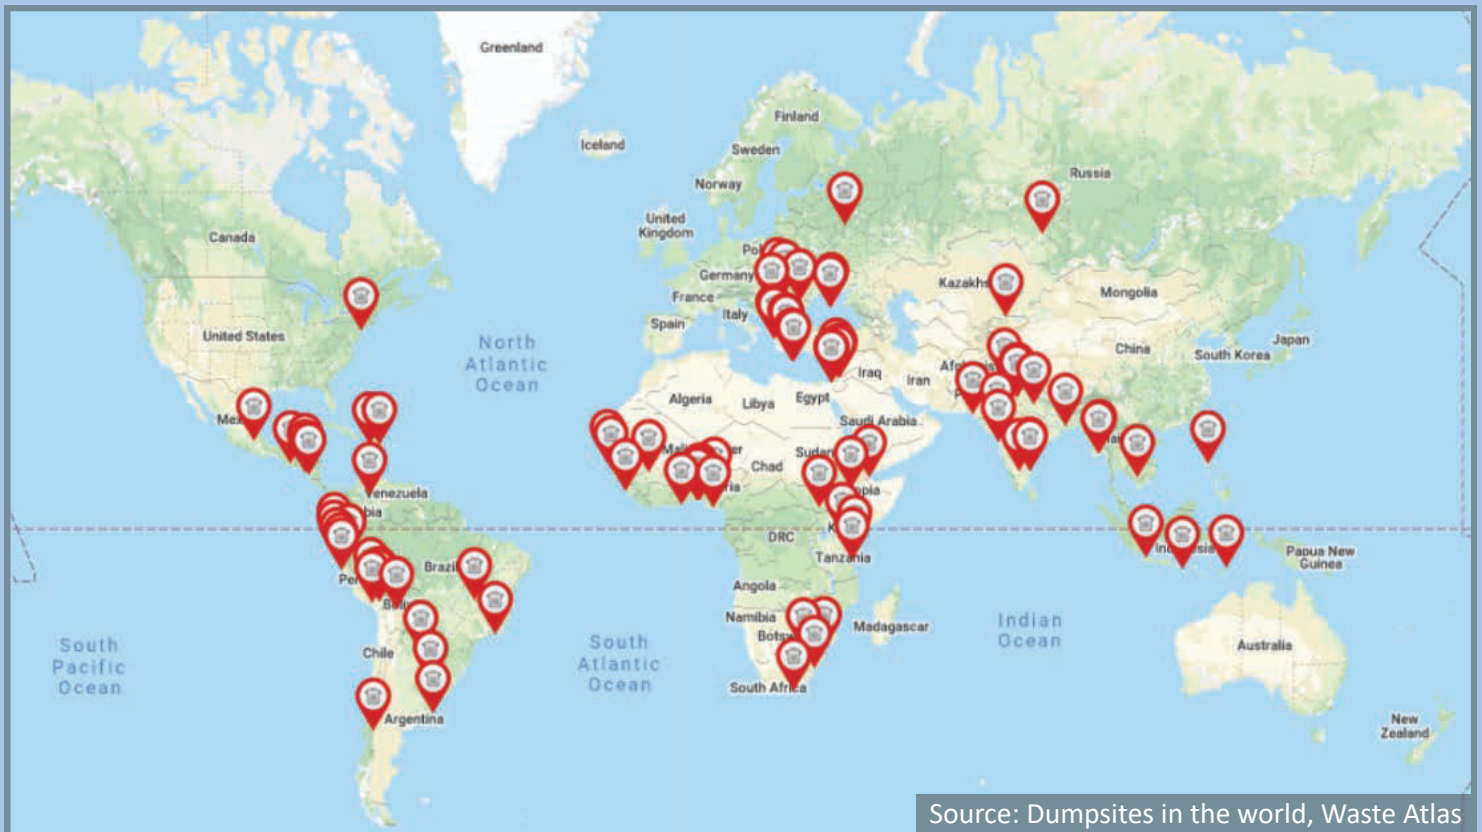 Greenland
Finland
Iceland
Sweden
Russia
Norway
United
Kingdom
Canada
Germany
Mongolia
France
Italy
Spain
United States
North
Atlantic
Ocean
Japan
China
South Korea
Iraq
Iran
Algeria
Libya
Egypt
Saudi Arabia
Chad
Venezuela
DRC
Tanzania
Papua New
Guinea
Angola
Namibia
Madagascar
Indian
Ocean
South
Pacific
Ocean
South
Atlantic
Ocean
Chile
Australia
South Africa
Argentina
New
Zealand
Source: Dumpsites in the world, Waste Atlas